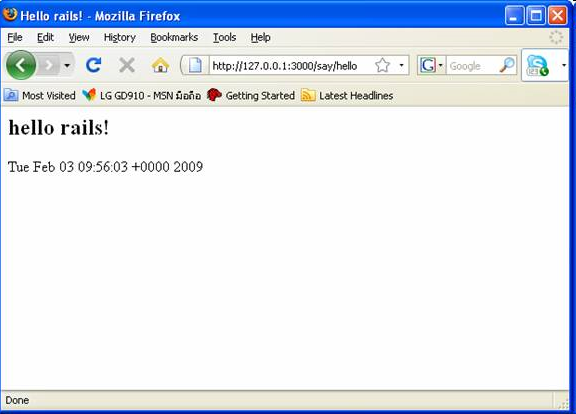 Hello rails! - Mozilla Firefox
File Edit View History Bookmarks Tools Help
http://127.0.0.1:3000/say/hello Google
Most Visited LG GD910 - MSN มือถือ Getting Started Latest Headlines
hello rails!
Tue Feb 03 09:56:03 +0000 2009
Done